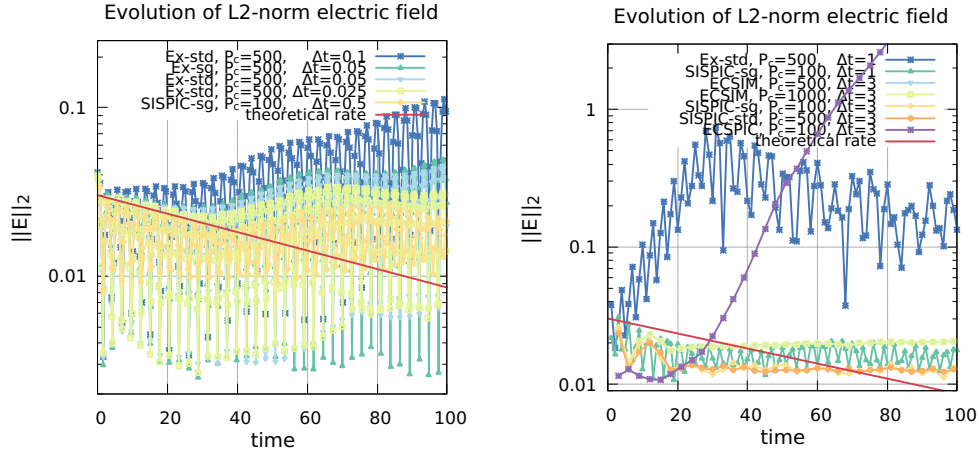 Evolution of L2-norm electric field
Ex-std, Pc=500, Δt=0.1
Ex-sg, Pc=500, Δt=0.05
Ex-std, Pc=500, Δt=0.05
Ex-std, Pc=500, Δt=0.025
SISPIC-sg, Pc=100, Δt=0.5
theoretical rate
0.1
0.01
||E||2
0 20 40 60 80 100
time
Evolution of L2-norm electric field
Ex-std, Pc=500, Δt=1
SISPIC-sg, Pc=100, Δt=1
ECSIM, Pc=500, Δt=3
ECSIM, Pc=1000, Δt=3
SISPIC-sg, Pc=100, Δt=3
SISPIC-std, Pc=500, Δt=3
ECSPIC, Pc=100, Δt=3
theoretical rate
1
0.1
0.01
||E||2
0 20 40 60 80 100
time